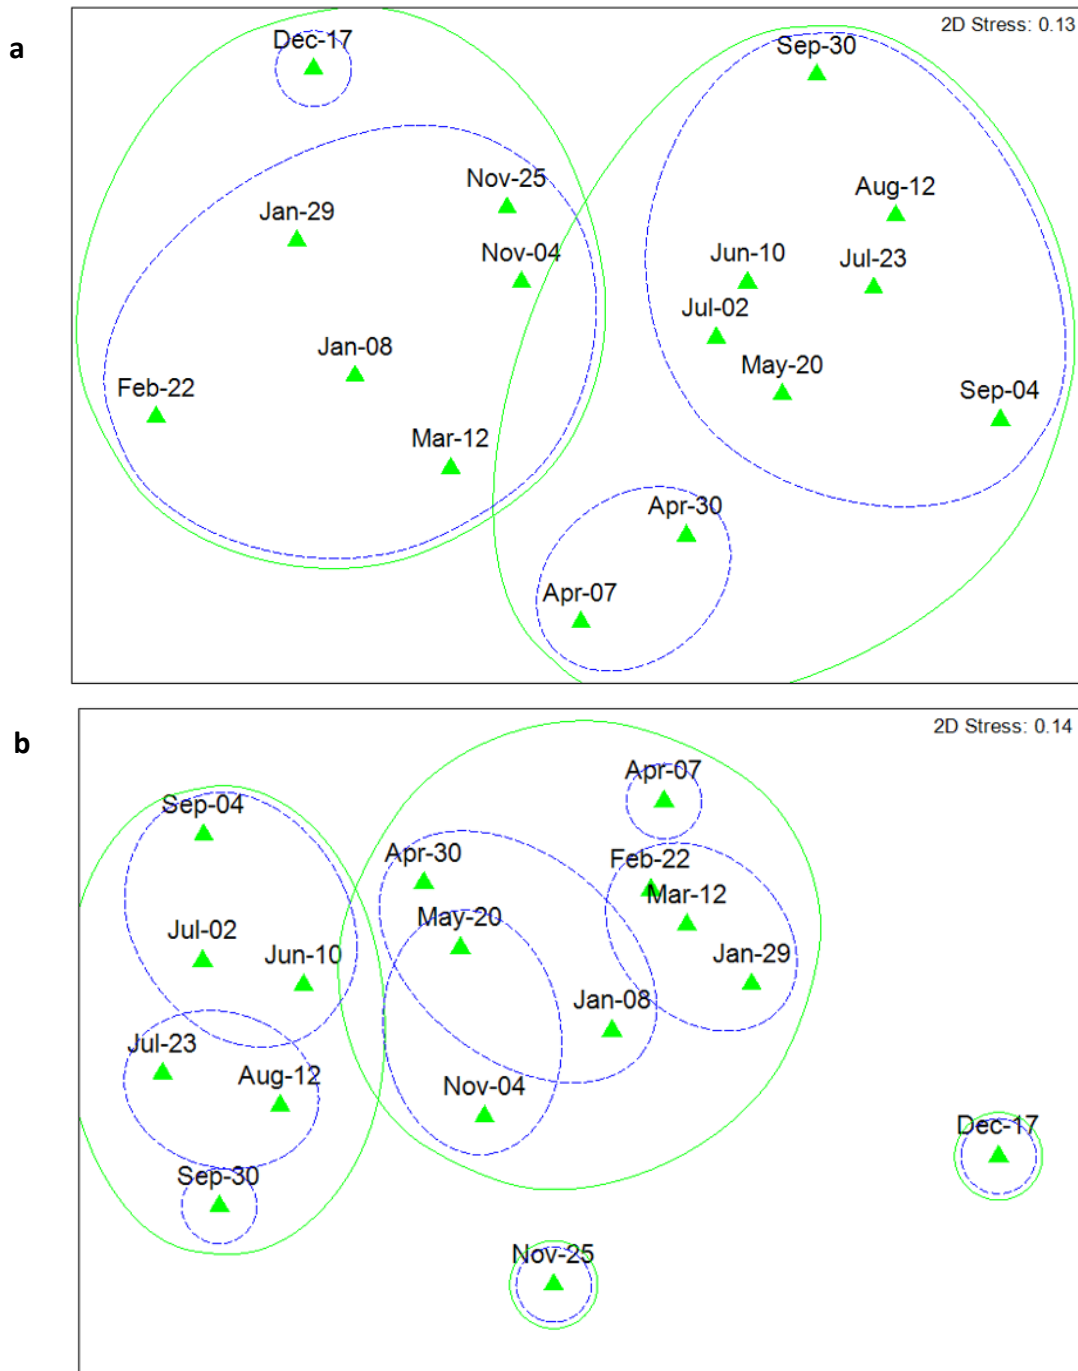 a
2D Stress: 0.13
Dec-17
Sep-30
Nov-25
Aug-12
Jan-29
Nov-04
Jun-10
Jul-23
Jul-02
Jan-08
May-20
Feb-22
Sep-04
Mar-12
Apr-30
Apr-07
b
2D Stress: 0.14
Apr-07
Sep-04
Apr-30
Feb-22
Mar-12
May-20
Jul-02
Jun-10
Jan-29
Jan-08
Jul-23
Aug-12
Nov-04
Dec-17
Sep-30
Nov-25